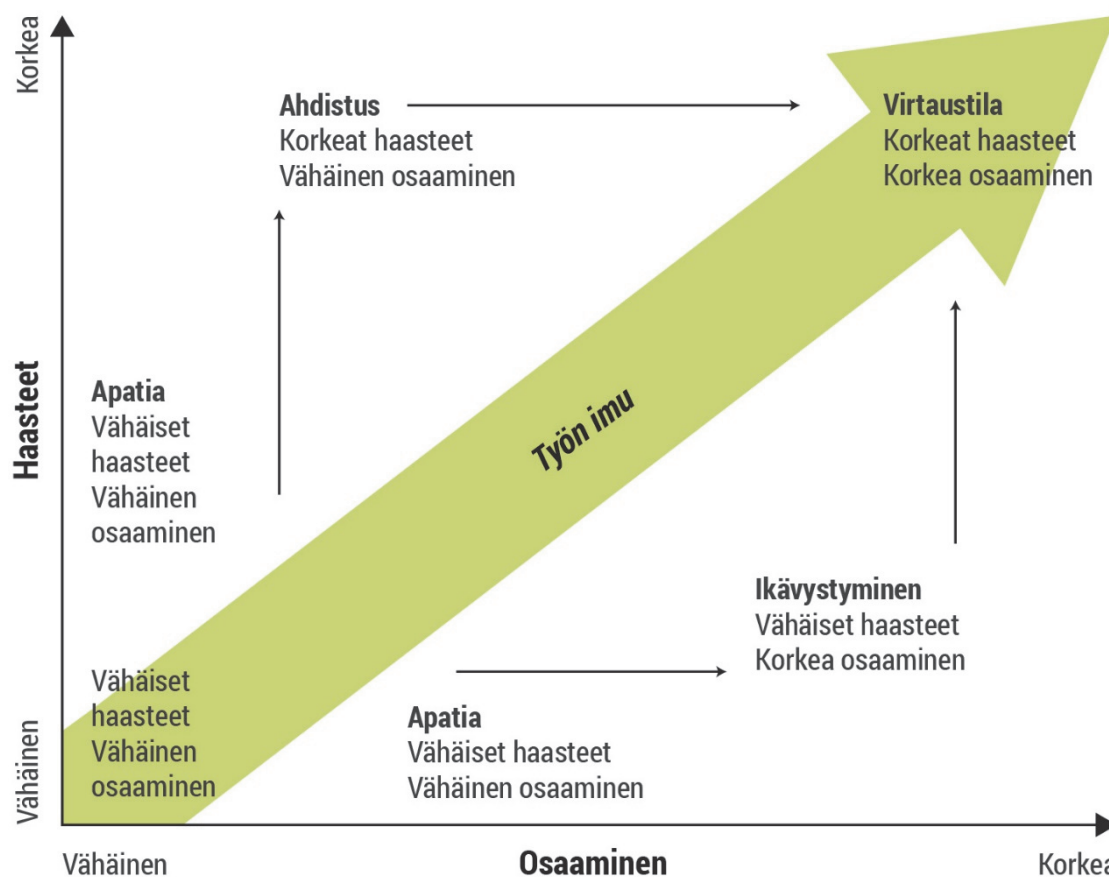 Korkea
Ahdistus
Korkeat haasteet
Vähäinen osaaminen
Virtaustila
Korkeat haasteet
Korkea osaaminen
Haasteet
Apatia
Vähäiset
haasteet
Vähäinen
osaaminen
Työn imu
Ikävystyminen
Vähäiset haasteet
Korkea osaaminen
Vähäiset
haasteet
Vähäinen
osaaminen
Apatia
Vähäiset haasteet
Vähäinen osaaminen
Vähäinen
Vähäinen
Osaaminen
Korkea